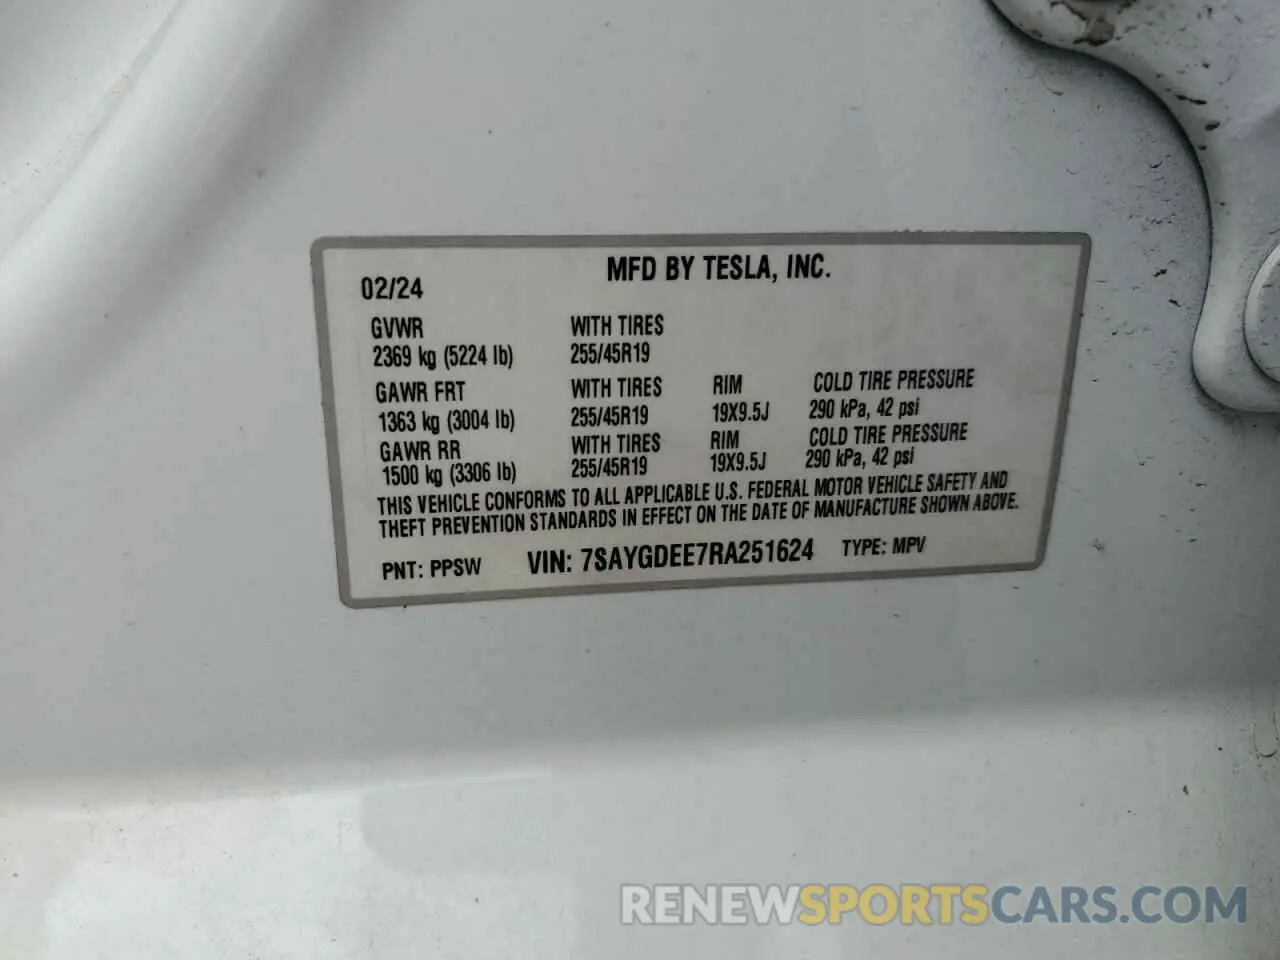 MFD BY TESLA, INC.
02/24
GVWR WITH TIRES
2369 kg (5224 lb) 255/45R19
GAWR FRT WITH TIRES RIM COLD TIRE PRESSURE
1363 kg (3004 lb) 255/45R19 19X9.5J 290 kPa, 42 psi
GAWR RR WITH TIRES RIM COLD TIRE PRESSURE
1500 kg (3306 lb) 255/45R19 19X9.5J 290 kPa, 42 psi
THIS VEHICLE CONFORMS TO ALL APPLICABLE U.S. FEDERAL MOTOR VEHICLE SAFETY AND
THEFT PREVENTION STANDARDS IN EFFECT ON THE DATE OF MANUFACTURE SHOWN ABOVE.
PNT: PPSW VIN: 7SAYGDEE7RA251624 TYPE: MPV
RENEWSPORTSCARS.COM